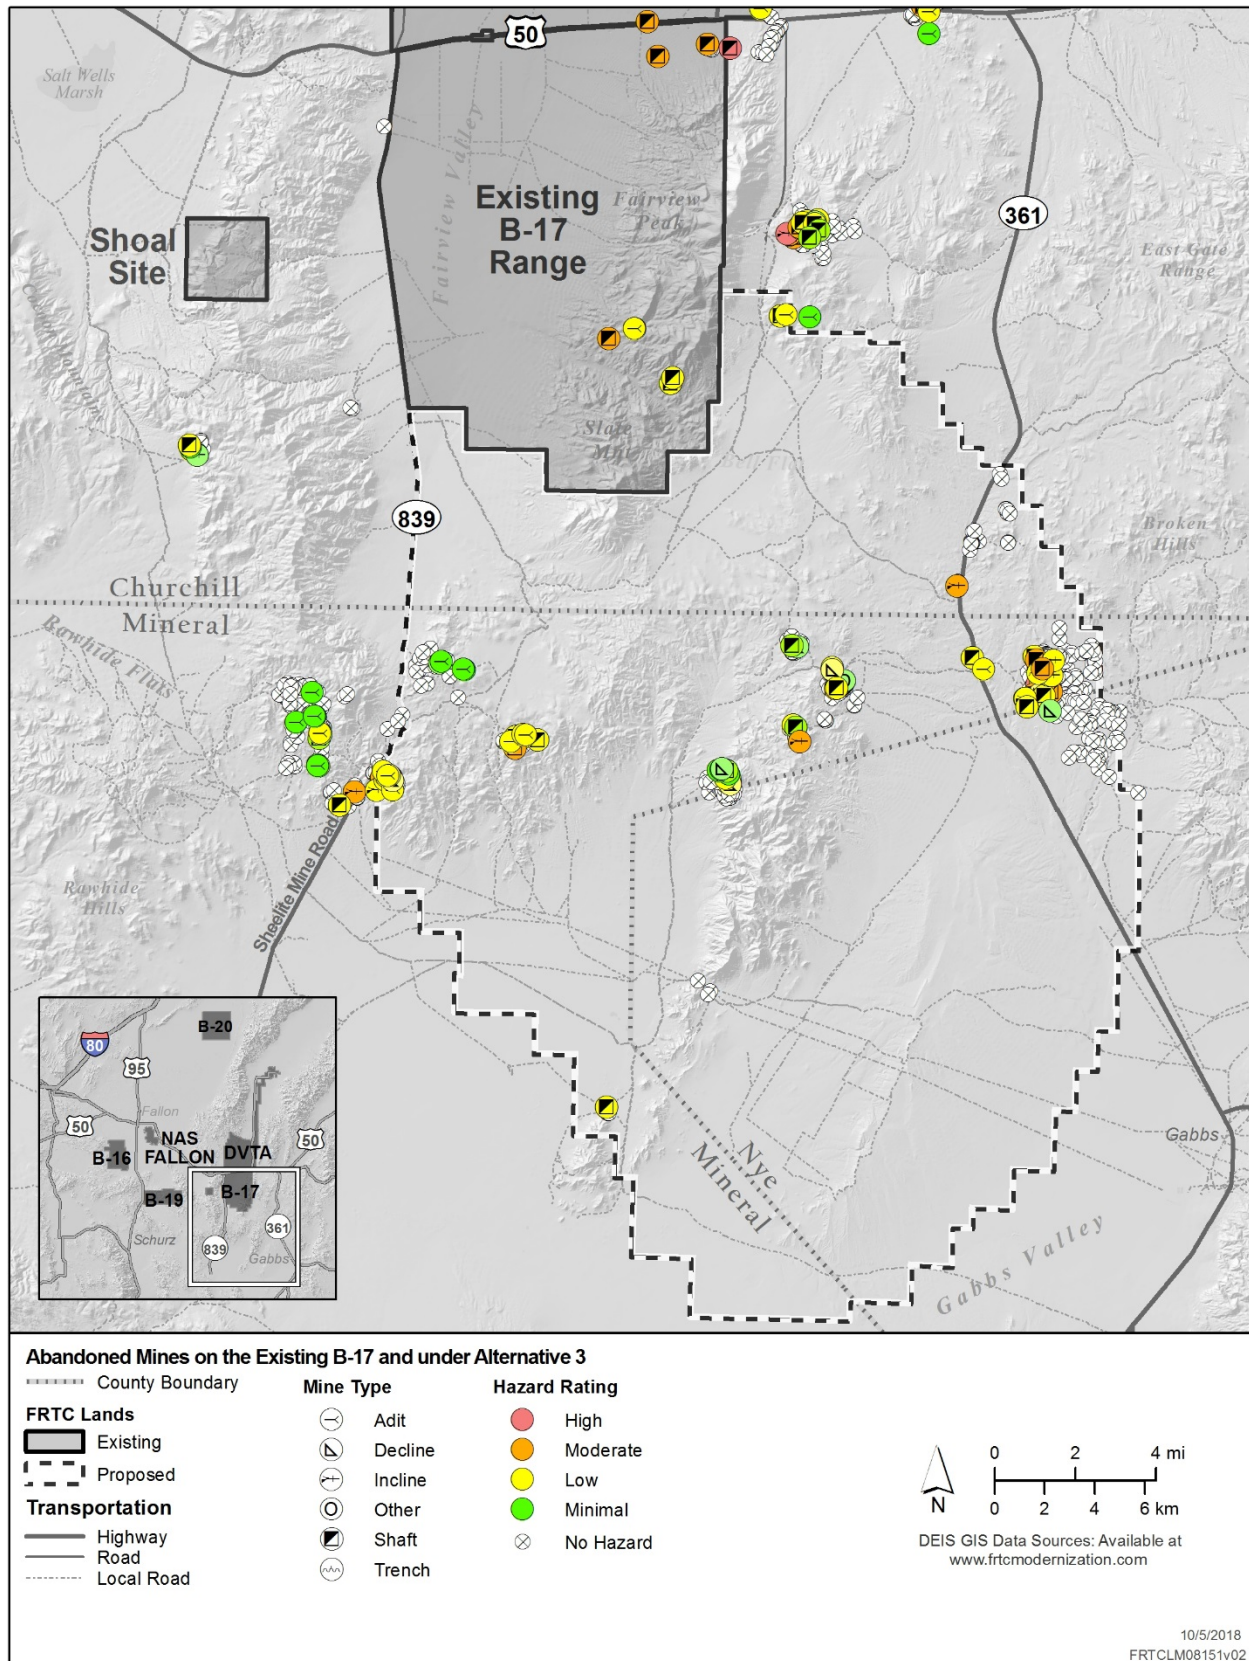 50
Salt Wells
Marsh
Fairview Valley
Existing
B-17
Range
Fairview
Peak
361
Shoal
Site
East Gate
Range
Cocoon Mountains
Slate
Mtn
839
Broken
Hills
Churchill
Mineral
Rawhide Flats
Rawhide
Hills
Sheelite Mine Road
Nye
Mineral
Gabbs
Gabbs Valley
B-20
80
95
Fallon
50
NAS
FALLON
DVTA
50
B-16
B-19
B-17
Schurz
839
361
Gabbs
Abandoned Mines on the Existing B-17 and under Alternative 3
County Boundary
FRTC Lands
Existing
Proposed
Transportation
Highway
Road
Local Road
Mine Type
Adit
Decline
Incline
Other
Shaft
Trench
Hazard Rating
High
Moderate
Low
Minimal
No Hazard
N
0 2 4 mi
0 2 4 6 km
DEIS GIS Data Sources: Available at
www.frtcmodernization.com
10/5/2018
FRTCLM08151v02